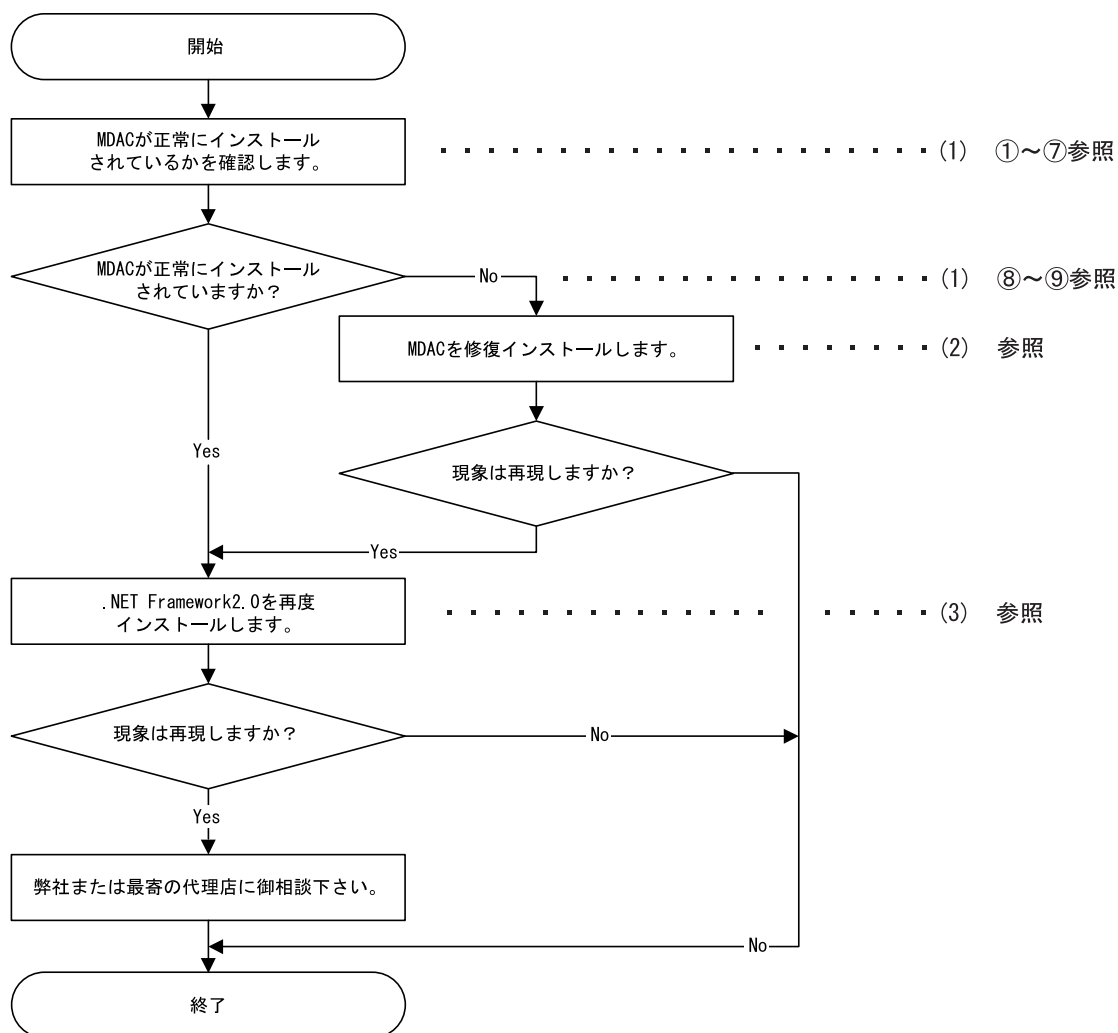 開始
MDACが正常にインストール
されているかを確認します。
(1) ①～⑦参照
MDACが正常にインストール
されていますか？
No
(1) ⑧～⑨参照
MDACを修復インストールします。
(2) 参照
Yes
現象は再現しますか？
Yes
.NET Framework2.0を再度
インストールします。
(3) 参照
現象は再現しますか？
No
Yes
弊社または最寄の代理店に御相談下さい。
No
終了